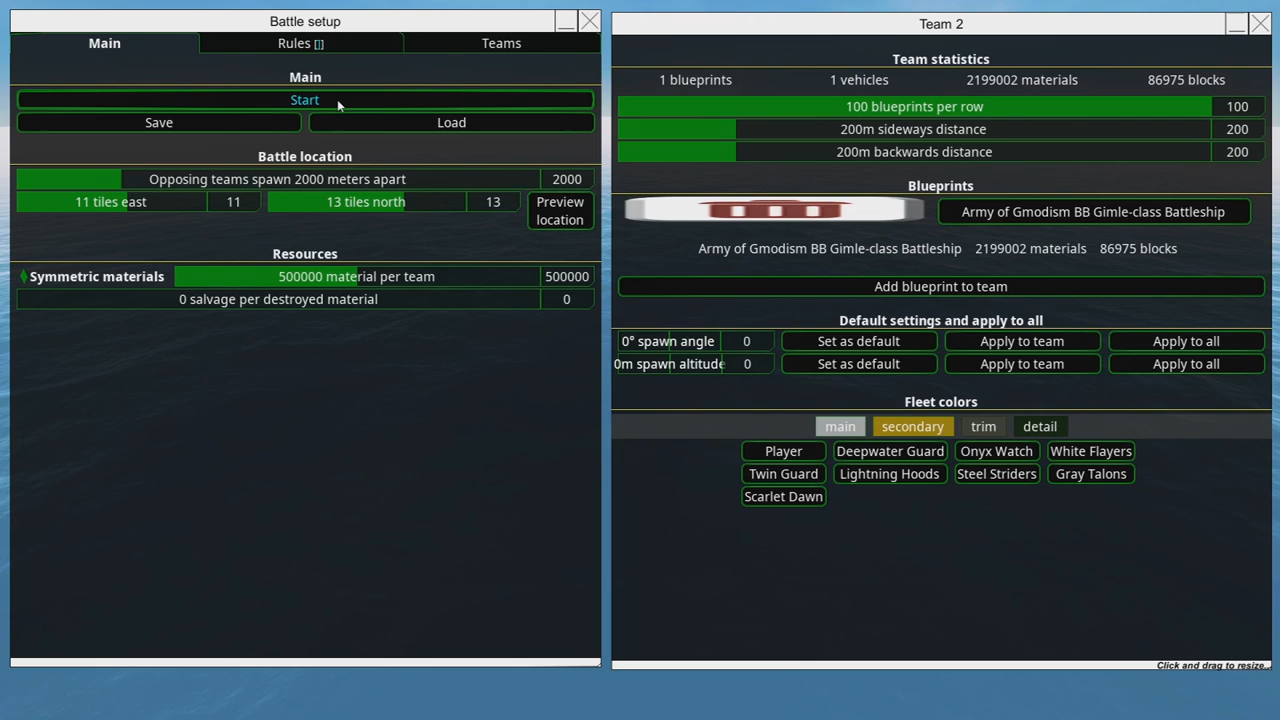 Battle setup
Main
Rules []
Teams
Main
Start
Save
Load
Battle location
Opposing teams spawn 2000 meters apart
2000
11 tiles east
11
13 tiles north
13
Preview
location
Resources
Symmetric materials
500000 material per team
500000
0 salvage per destroyed material
0
Team 2
Team statistics
1 blueprints
1 vehicles
2199002 materials
86975 blocks
100 blueprints per row
100
200m sideways distance
200
200m backwards distance
200
Blueprints
Army of Gmodism BB Gimle-class Battleship
Army of Gmodism BB Gimle-class Battleship
2199002 materials
86975 blocks
Add blueprint to team
Default settings and apply to all
0° spawn angle
0
Set as default
Apply to team
Apply to all
0m spawn altitude
0
Set as default
Apply to team
Apply to all
Fleet colors
main
secondary
trim
detail
Player
Deepwater Guard
Onyx Watch
White Flayers
Twin Guard
Lightning Hoods
Steel Striders
Gray Talons
Scarlet Dawn
Click and drag to resize...